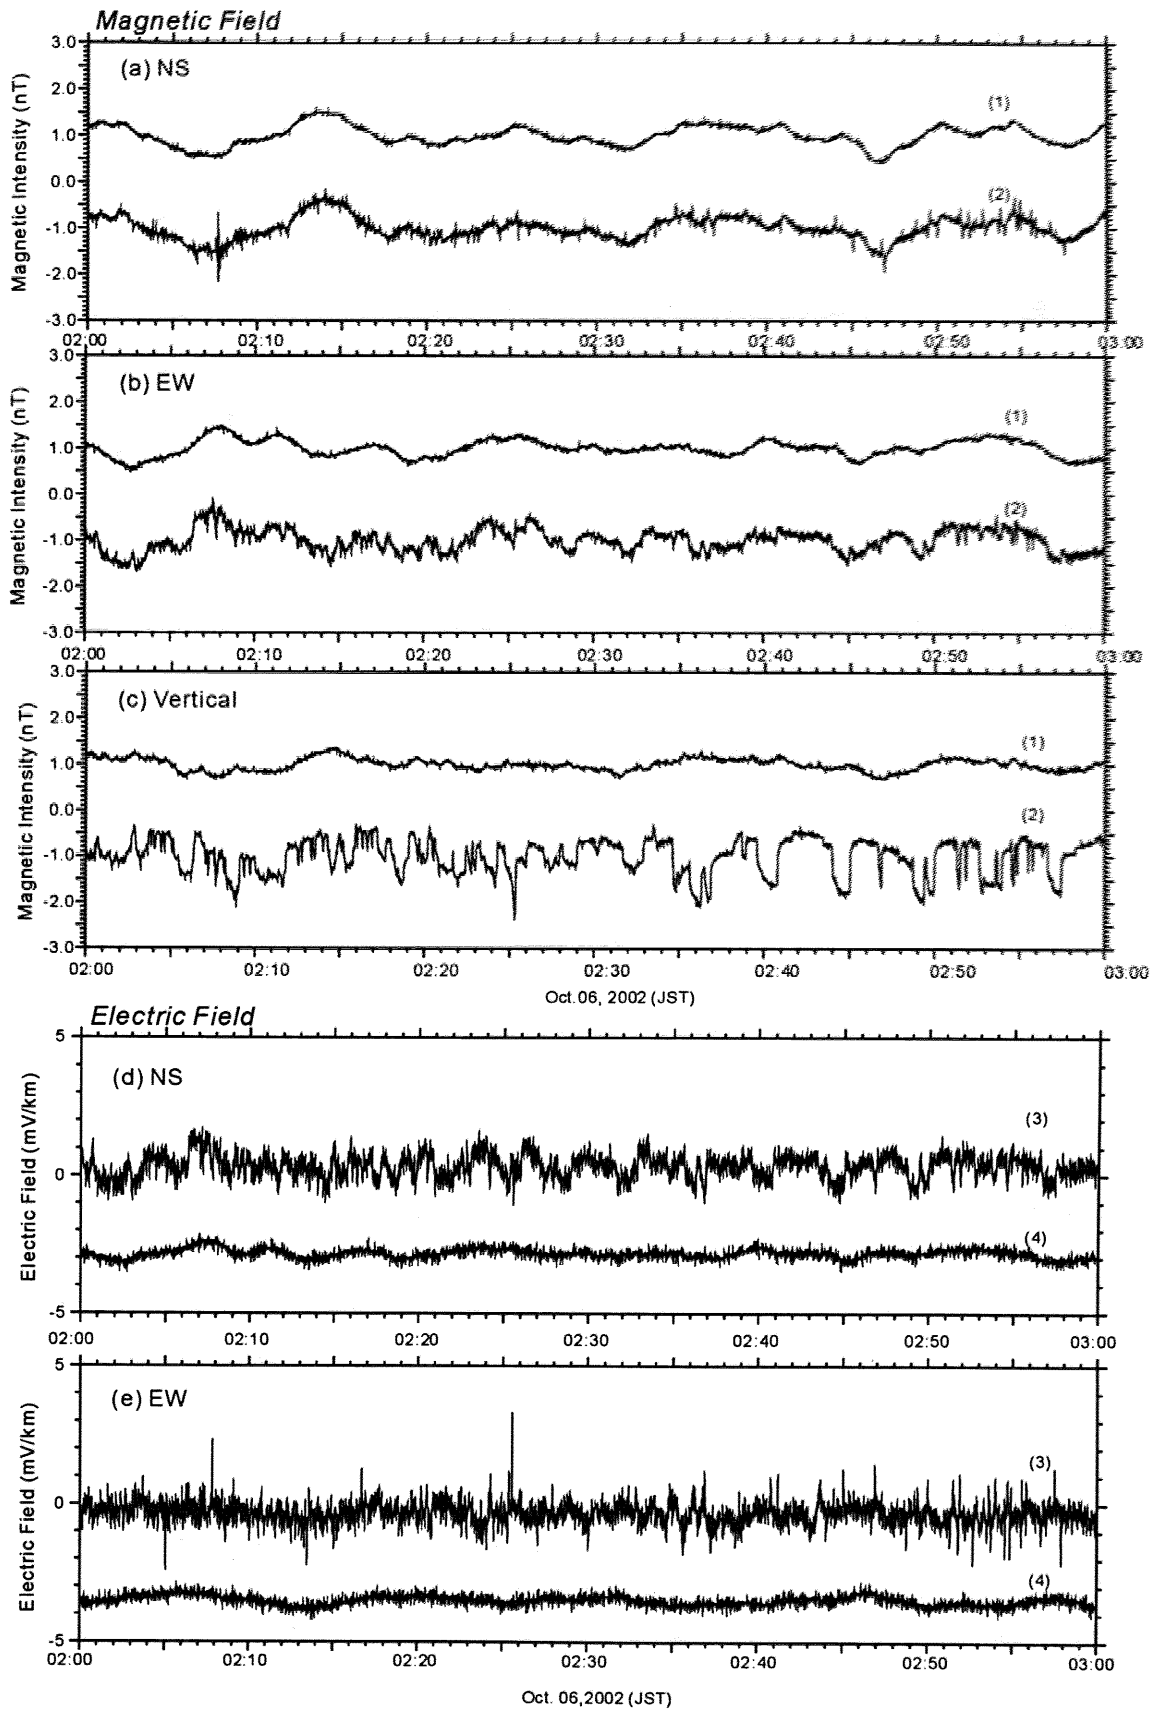 Magnetic Field
(a) NS
Magnetic Intensity (nT)
3.0
2.0
1.0
0.0
-1.0
-2.0
-3.0
(1)
(2)
02:00 02:10 02:20 02:30 02:40 02:50 03:00
(b) EW
Magnetic Intensity (nT)
3.0
2.0
1.0
0.0
-1.0
-2.0
-3.0
(1)
(2)
02:00 02:10 02:20 02:30 02:40 02:50 03:00
(c) Vertical
Magnetic Intensity (nT)
3.0
2.0
1.0
0.0
-1.0
-2.0
-3.0
(1)
(2)
02:00 02:10 02:20 02:30 02:40 02:50 03:00
Oct.06, 2002 (JST)
Electric Field
(d) NS
Electric Field (mV/km)
5
0
-5
(3)
(4)
02:00 02:10 02:20 02:30 02:40 02:50 03:00
(e) EW
Electric Field (mV/km)
5
0
-5
(3)
(4)
02:00 02:10 02:20 02:30 02:40 02:50 03:00
Oct. 06,2002 (JST)